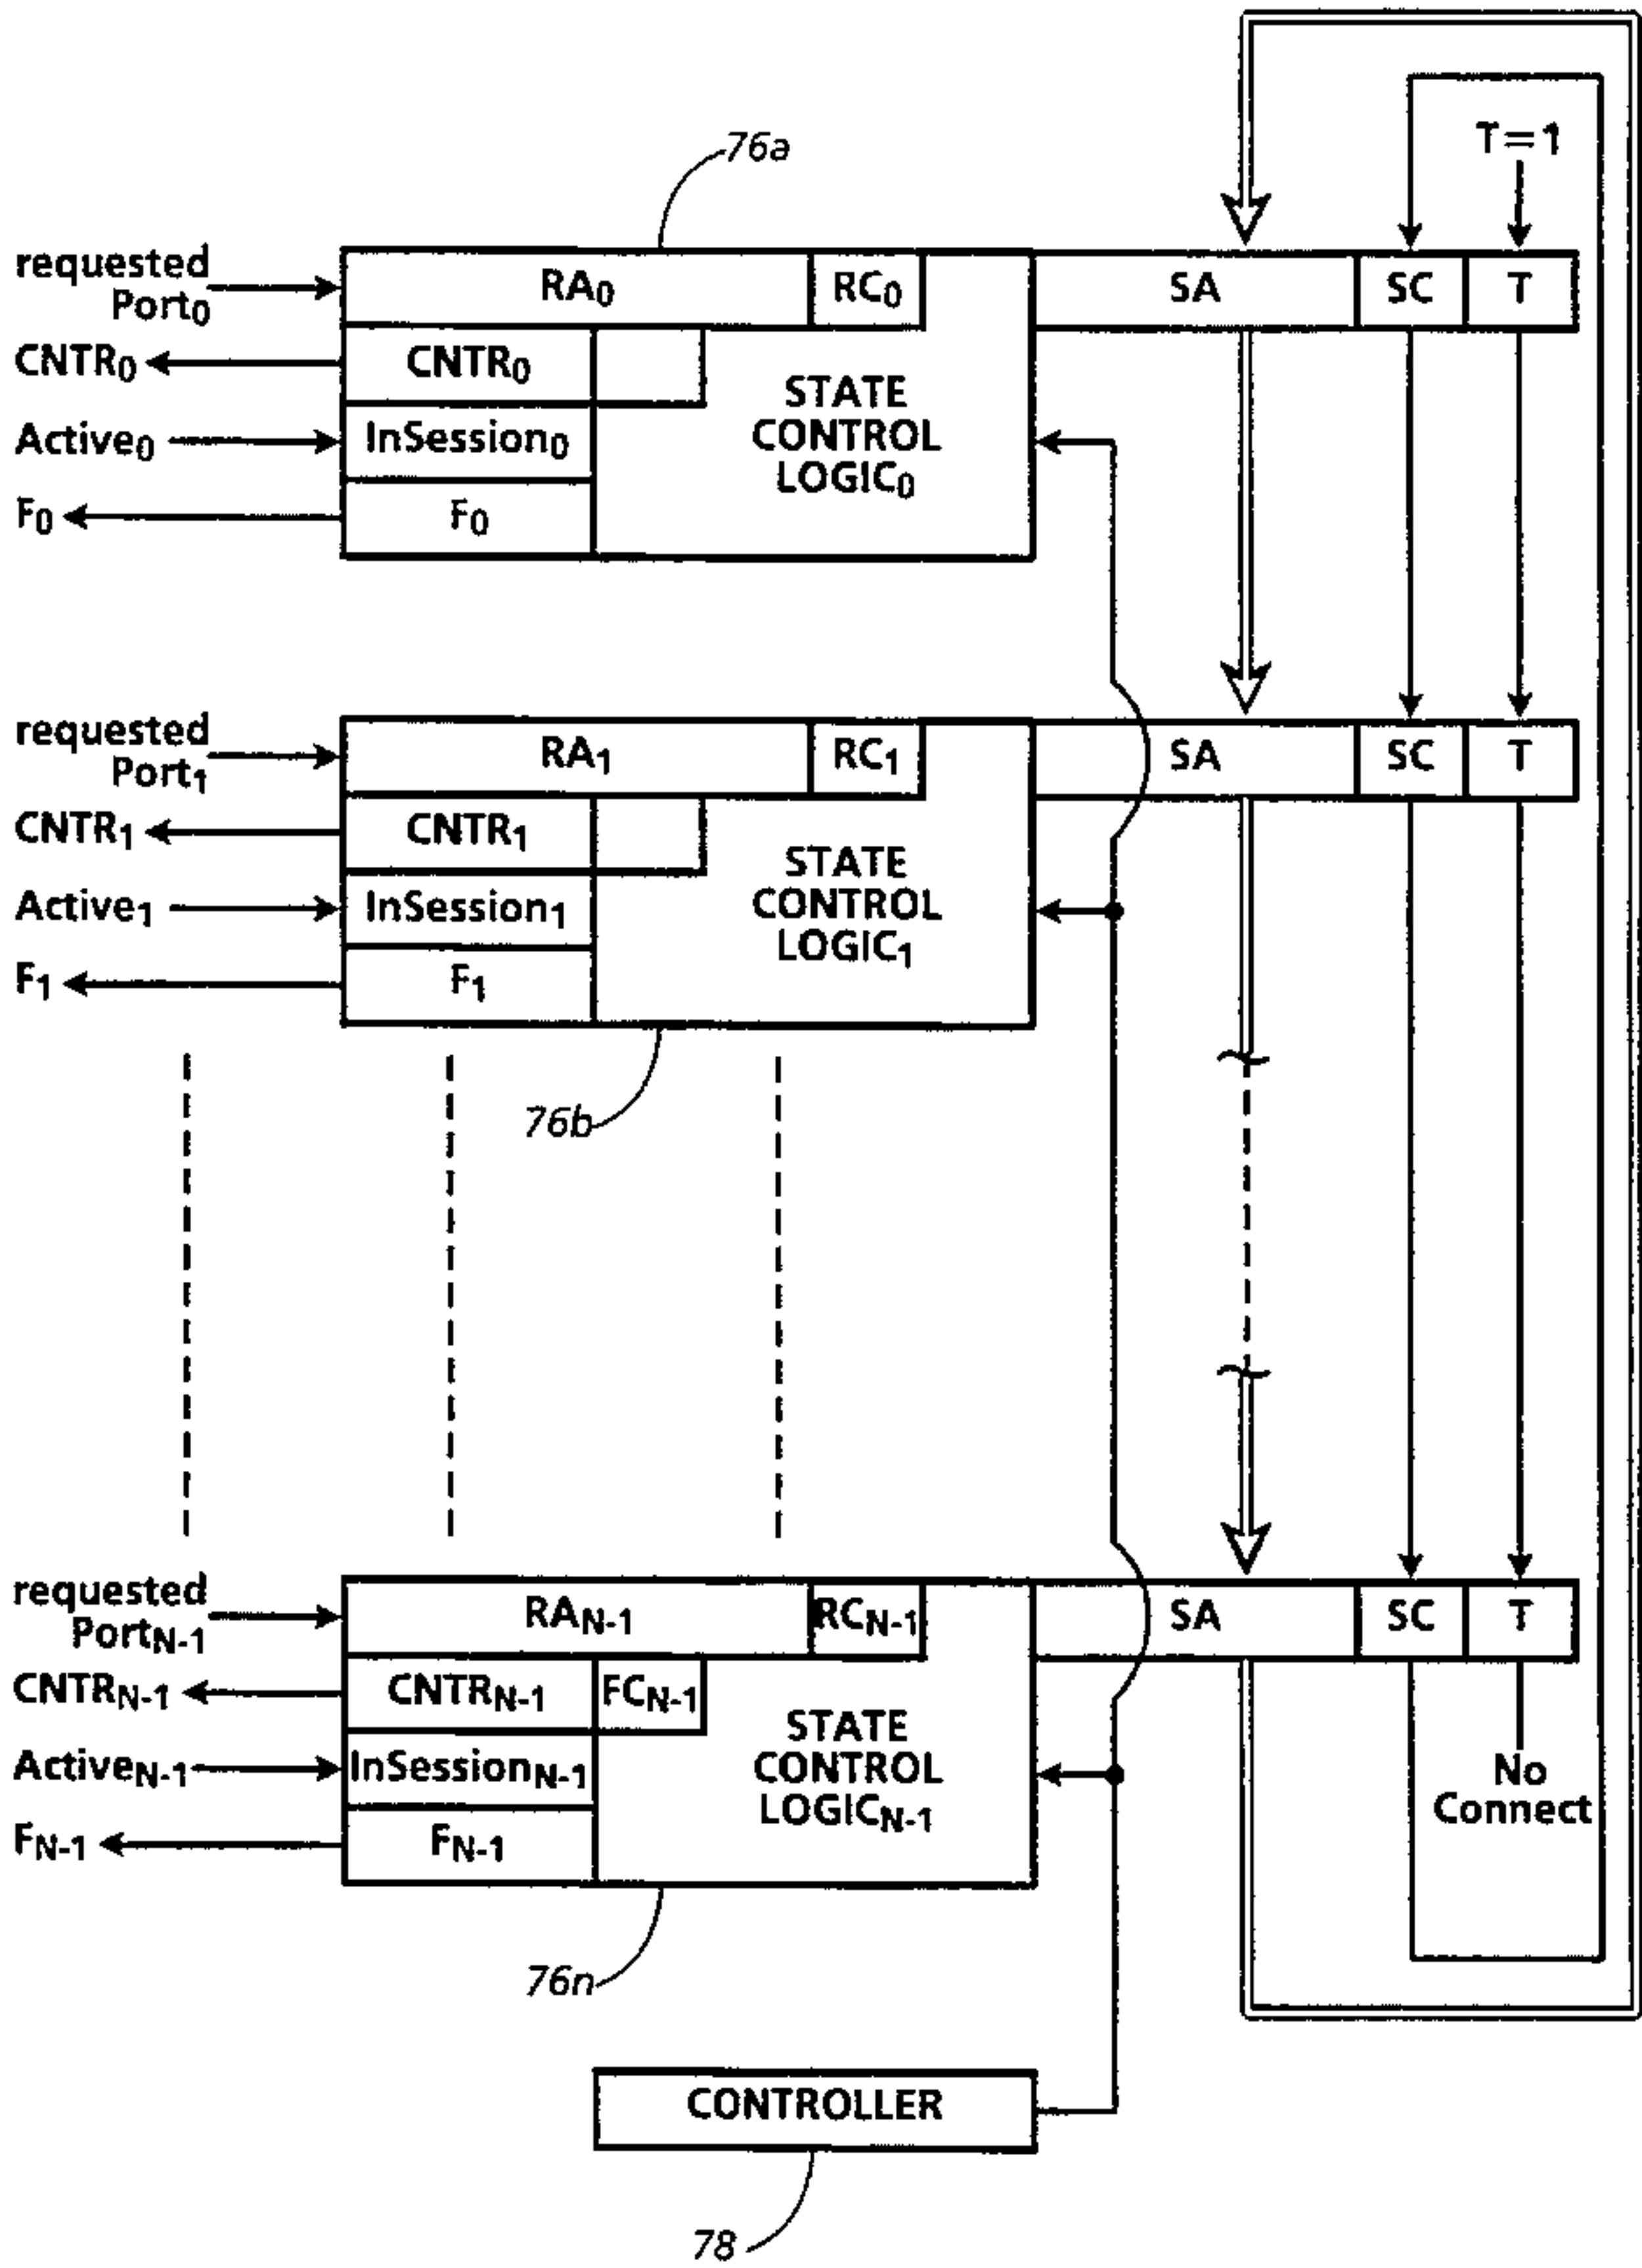 76a
T=1
requested
Port0
RA0
RC0
SA
SC
T
CNTR0
CNTR0
STATE
CONTROL
LOGIC0
Active0
InSession0
F0
F0
requested
Port1
RA1
RC1
SA
SC
T
CNTR1
CNTR1
STATE
CONTROL
LOGIC1
Active1
InSession1
F1
F1
76b
requested
PortN-1
RAN-1
RCN-1
SA
SC
T
CNTRN-1
CNTRN-1
FCN-1
STATE
CONTROL
LOGICN-1
ActiveN-1
InSessionN-1
No
Connect
FN-1
FN-1
76n
CONTROLLER
78